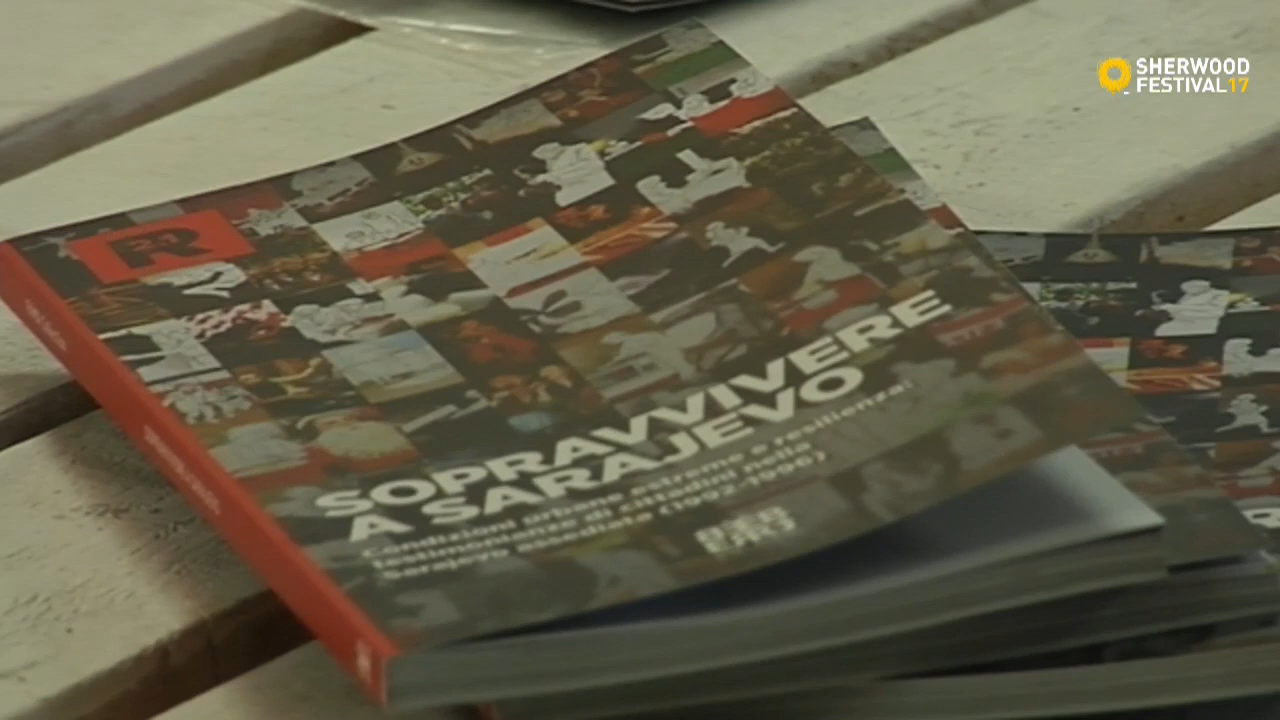 SHERWOOD
FESTIVAL17
R
SOPRAVVIVERE
A SARAJEVO
Condizioni urbane estreme e resilienza:
testimonianze di cittadini nella
Sarajevo assediata (1992-1996)